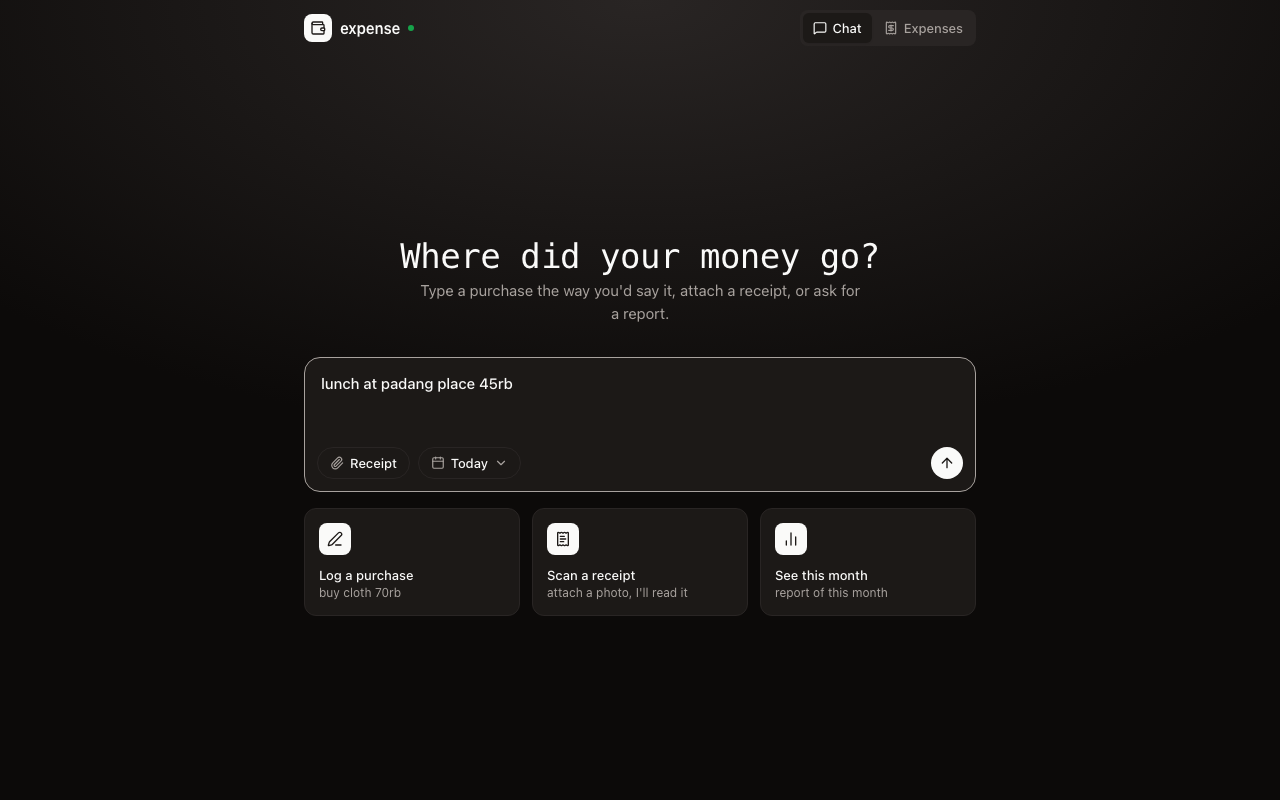 expense
Chat
Expenses
Where did your money go?
Type a purchase the way you'd say it, attach a receipt, or ask for
a report.
lunch at padang place 45rb
Receipt
Today
Log a purchase
buy cloth 70rb
Scan a receipt
attach a photo, I'll read it
See this month
report of this month